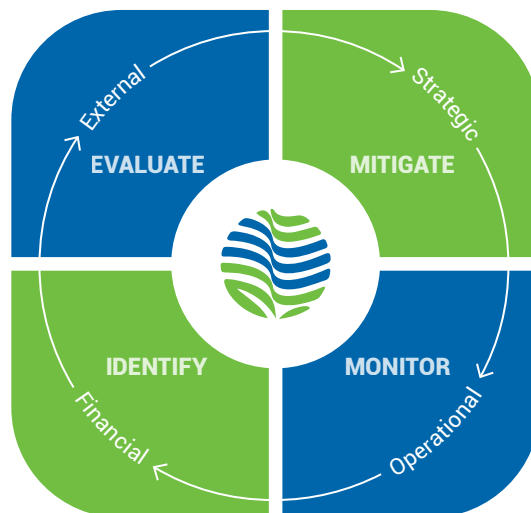 External
Strategic
EVALUATE
MITIGATE
IDENTIFY
MONITOR
Financial
Operational